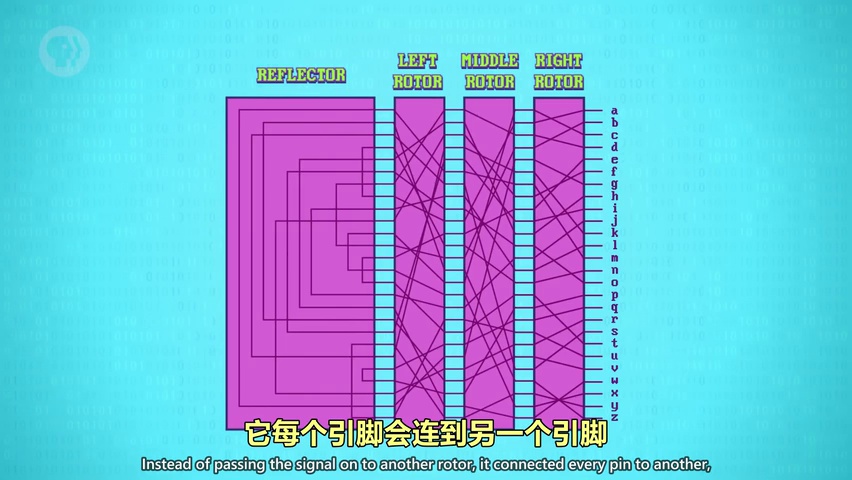 REFLECTOR
LEFT
ROTOR
MIDDLE
ROTOR
RIGHT
ROTOR
a
b
c
d
e
f
g
h
i
j
k
l
m
n
o
p
q
r
s
t
u
v
w
x
y
z
它每个引脚会连到另一个引脚
Instead of passing the signal on to another rotor, it connected every pin to another,